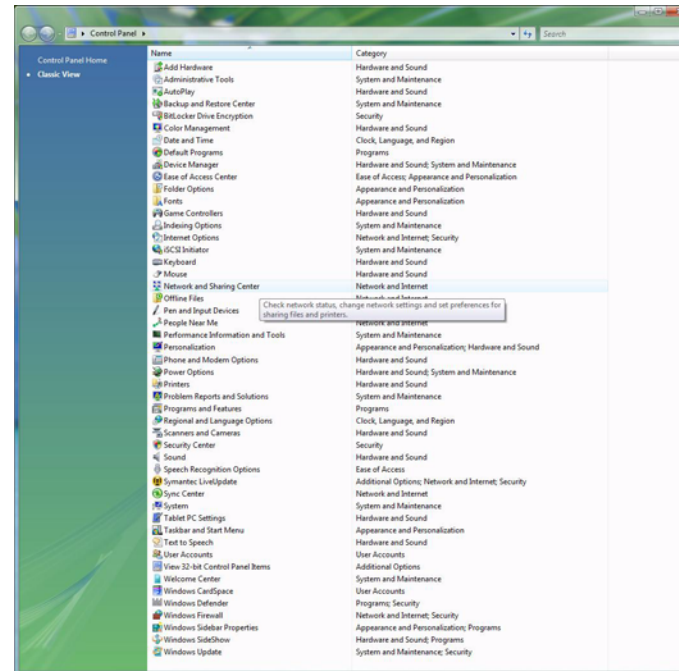 Control Panel
Search
Control Panel Home
Classic View
Name Category
Add Hardware Hardware and Sound
Administrative Tools System and Maintenance
AutoPlay Hardware and Sound
Backup and Restore Center System and Maintenance
BitLocker Drive Encryption Security
Color Management Hardware and Sound
Date and Time Clock, Language, and Region
Default Programs Programs
Device Manager Hardware and Sound; System and Maintenance
Ease of Access Center Ease of Access; Appearance and Personalization
Folder Options Appearance and Personalization
Fonts Appearance and Personalization
Game Controllers Hardware and Sound
Indexing Options System and Maintenance
Internet Options Network and Internet; Security
iSCSI Initiator System and Maintenance
Keyboard Hardware and Sound
Mouse Hardware and Sound
Network and Sharing Center Network and Internet
Offline Files Network and Internet
Check network status, change network settings and set preferences for
sharing files and printers.
Pen and Input Devices
People Near Me Network and Internet
Performance Information and Tools System and Maintenance
Personalization Appearance and Personalization; Hardware and Sound
Phone and Modem Options Hardware and Sound
Power Options Hardware and Sound; System and Maintenance
Printers Hardware and Sound
Problem Reports and Solutions System and Maintenance
Programs and Features Programs
Regional and Language Options Clock, Language, and Region
Scanners and Cameras Hardware and Sound
Security Center Security
Sound Hardware and Sound
Speech Recognition Options Ease of Access
Symantec LiveUpdate Additional Options; Network and Internet; Security
Sync Center Network and Internet
System System and Maintenance
Tablet PC Settings Hardware and Sound
Taskbar and Start Menu Appearance and Personalization
Text to Speech Hardware and Sound
User Accounts User Accounts
View 32-bit Control Panel Items Additional Options
Welcome Center System and Maintenance
Windows CardSpace User Accounts
Windows Defender Programs; Security
Windows Firewall Network and Internet; Security
Windows Sidebar Properties Appearance and Personalization; Programs
Windows SideShow Hardware and Sound; Programs
Windows Update System and Maintenance; Security